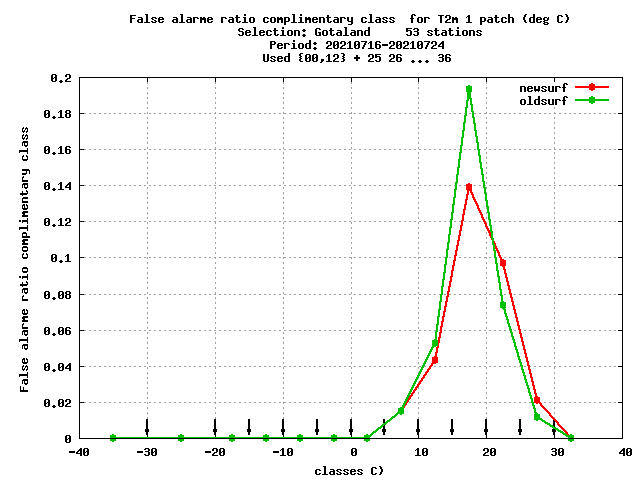 False alarme ratio complimentary class  for T2m 1 patch (deg C)
Selection: Gotaland     53 stations
Period: 20210716-20210724
Used {00,12} + 25 26 ... 36
newsurf
oldsurf
False alarme ratio complimentary class
0.2
0.18
0.16
0.14
0.12
0.1
0.08
0.06
0.04
0.02
0
-40 -30 -20 -10 0 10 20 30 40
classes C)